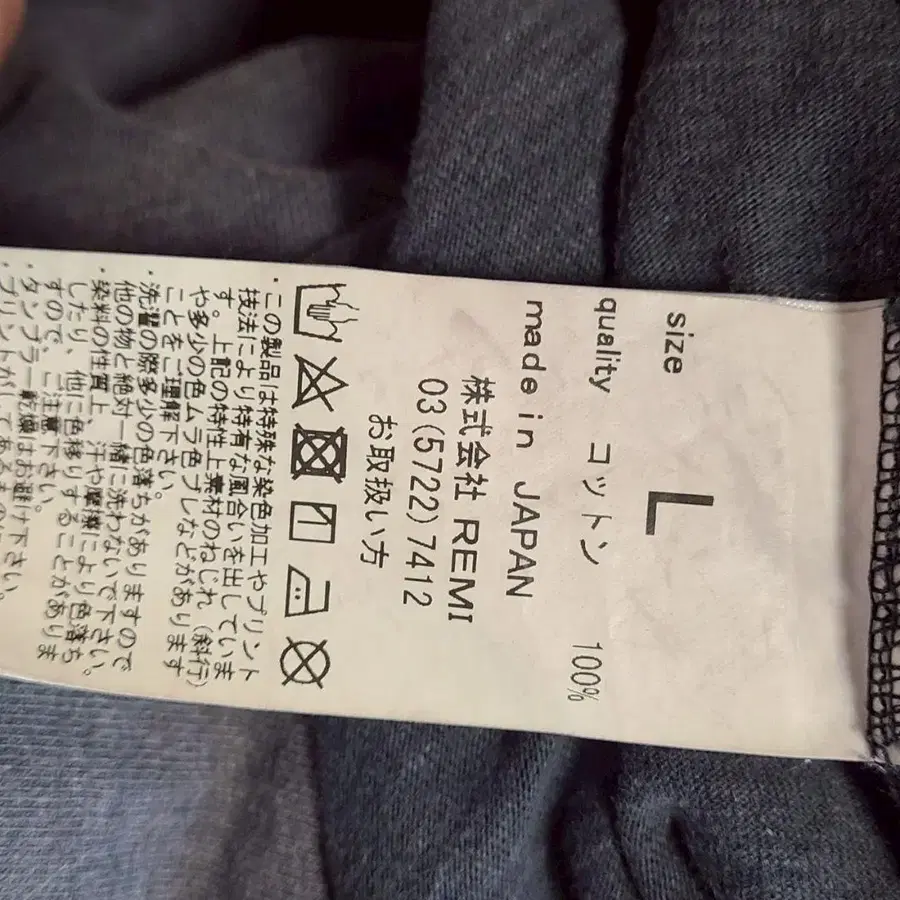 size
L
quality コットン 100%
made in JAPAN
株式会社 REMI
03(5722)7412
お取扱い方
・この製品は特殊な染色加工やプリント
技法により特有な風合いを出していま
す。上記の特性上素材のねじれ(斜行)
や多少の色ムラ色ブレなどがあります
ことをご理解下さい。
・洗濯の際多少の色落ちがありますので
他の物と絶対一緒に洗わないで下さい。
・染料の性質上、汗や摩擦により色落ち
したり、他に色移りすることがありま
すので、ご注意下さい。
・タンブラー乾燥はお避け下さい。